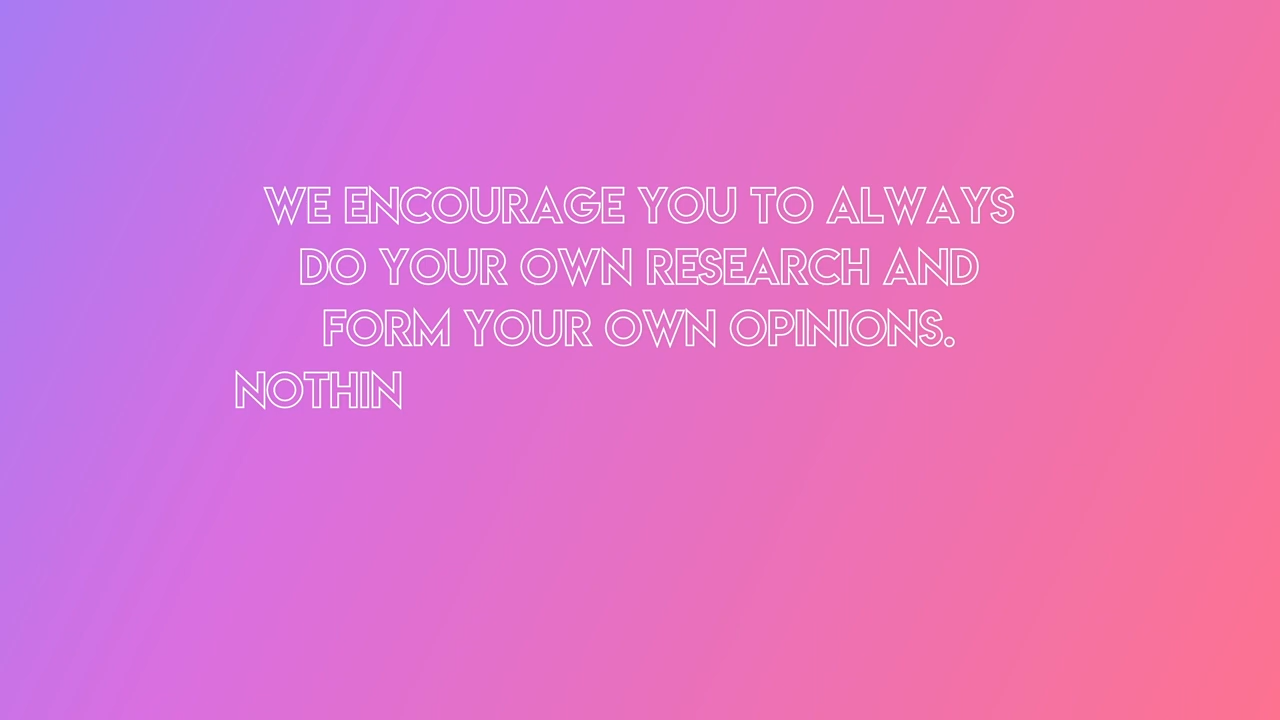 WE ENCOURAGE YOU TO ALWAYS
DO YOUR OWN RESEARCH AND
FORM YOUR OWN OPINIONS.
NOTHIN